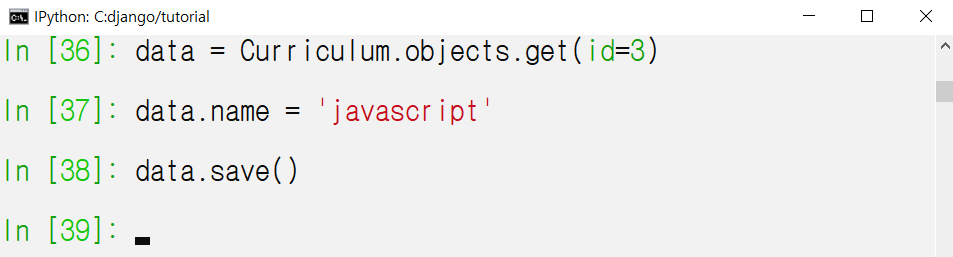 IPython: C:django/tutorial
In [36]: data = Curriculum.objects.get(id=3)
In [37]: data.name = 'javascript'
In [38]: data.save()
In [39]: